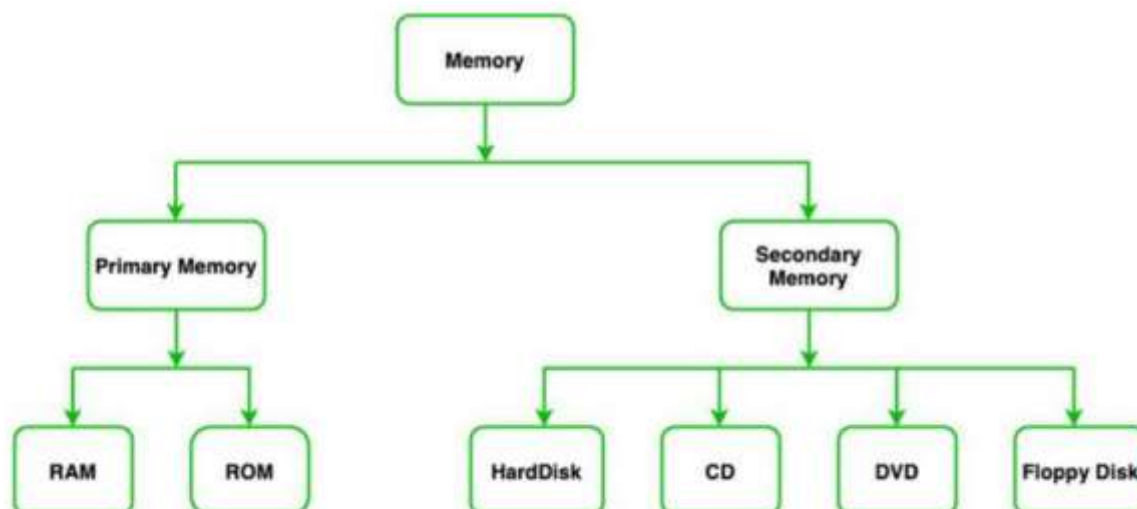 Memory
Primary Memory
Secondary
Memory
RAM
ROM
HardDisk
CD
DVD
Floppy Disk